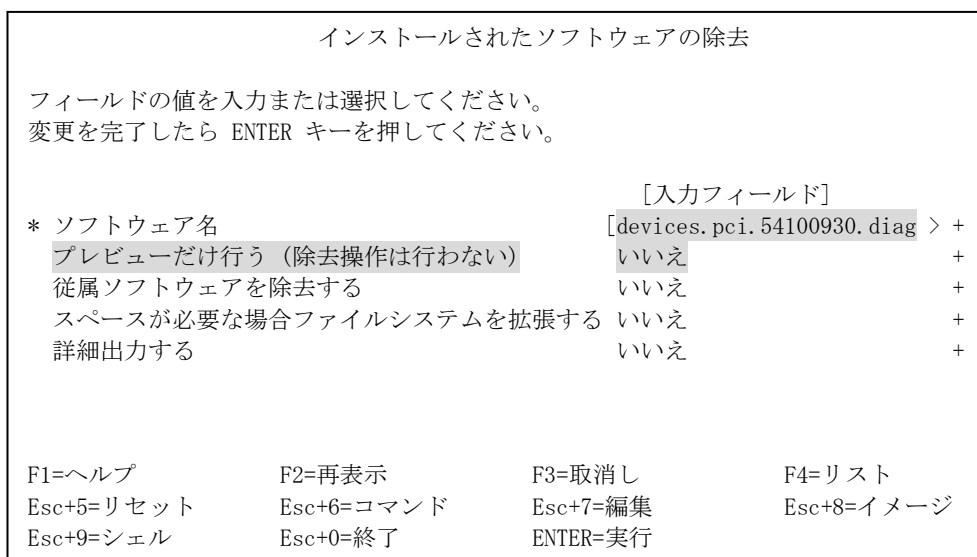 インストールされたソフトウェアの除去
フィールドの値を入力または選択してください。
変更を完了したら ENTER キーを押してください。
[入力フィールド]
* ソフトウェア名 [devices.pci.54100930.diag > +
プレビューだけ行う (除去操作は行わない) いいえ +
従属ソフトウェアを除去する いいえ +
スペースが必要な場合ファイルシステムを拡張する いいえ +
詳細出力する いいえ +
F1=ヘルプ F2=再表示 F3=取消し F4=リスト
Esc+5=リセット Esc+6=コマンド Esc+7=編集 Esc+8=イメージ
Esc+9=シェル Esc+0=終了 ENTER=実行